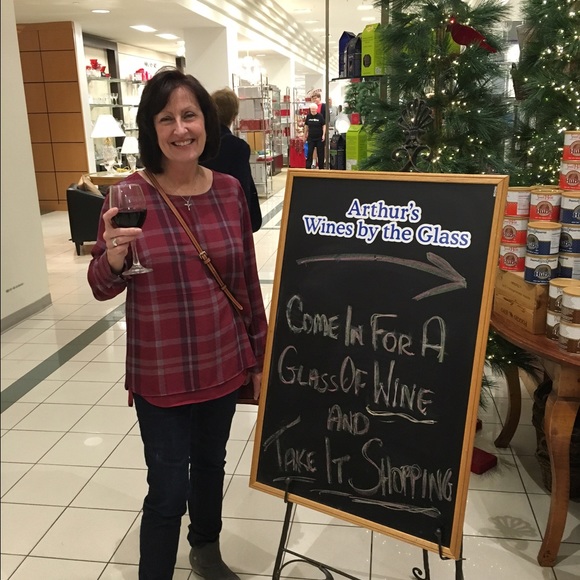 Arthur's
Wines by the Glass
COME IN FOR A
GLASS OF WINE
AND
TAKE IT SHOPPING